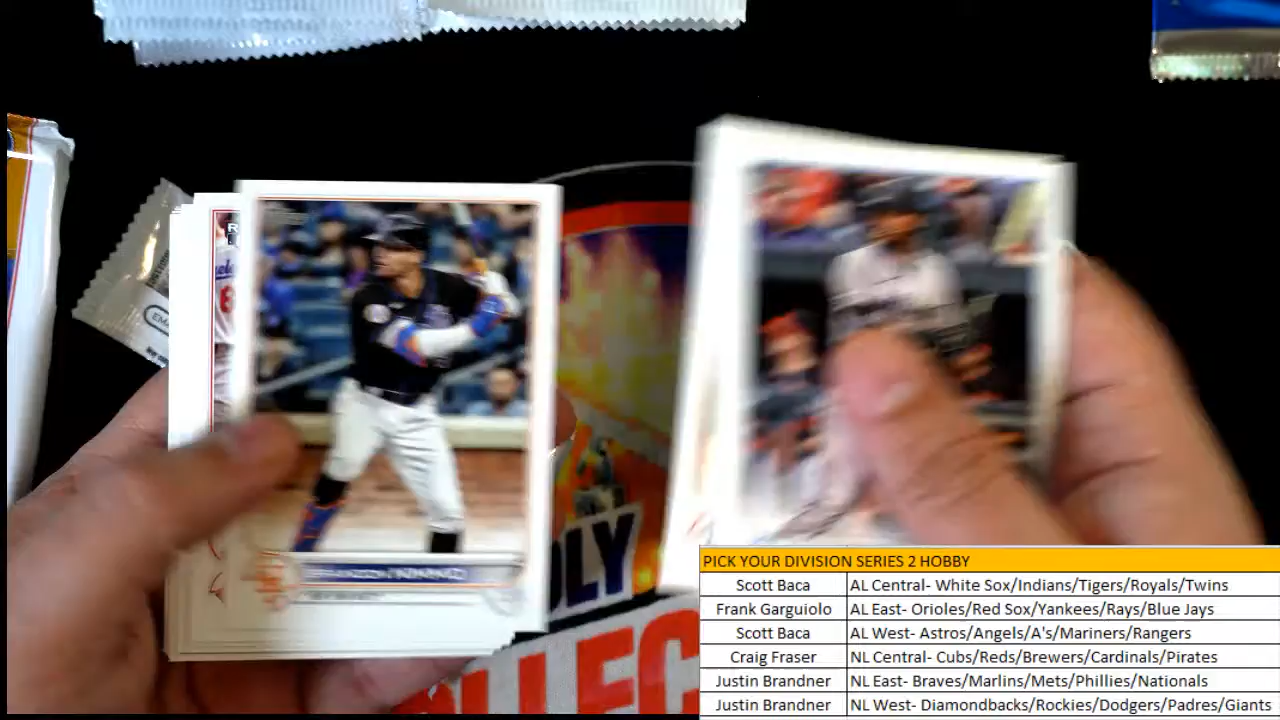 R
EM
OLY
LLEC
PICK YOUR DIVISION SERIES 2 HOBBY
Scott Baca AL Central- White Sox/Indians/Tigers/Royals/Twins
Frank Garguiolo AL East- Orioles/Red Sox/Yankees/Rays/Blue Jays
Scott Baca AL West- Astros/Angels/A's/Mariners/Rangers
Craig Fraser NL Central- Cubs/Reds/Brewers/Cardinals/Pirates
Justin Brandner NL East- Braves/Marlins/Mets/Phillies/Nationals
Justin Brandner NL West- Diamondbacks/Rockies/Dodgers/Padres/Giants